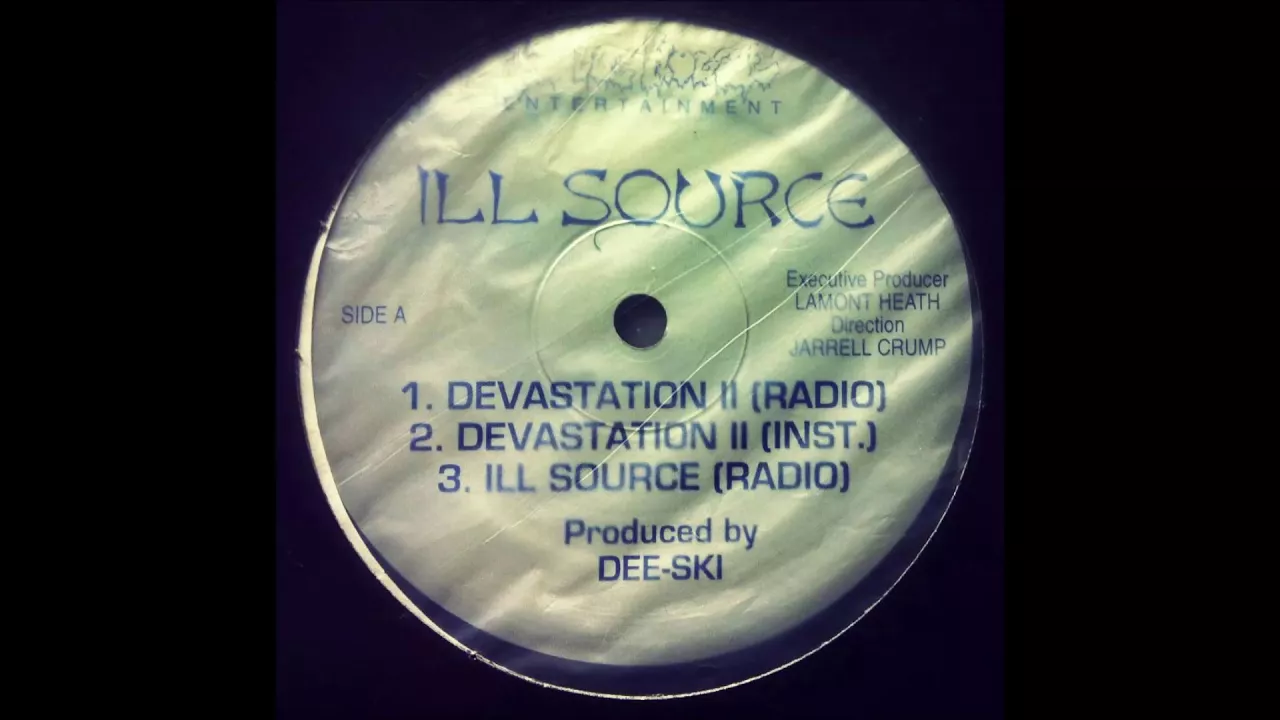 ENTERTAINMENT
ILL SOURCE
SIDE A
Executive Producer
LAMONT HEATH
Direction
JARRELL CRUMP
1. DEVASTATION II (RADIO)
2. DEVASTATION II (INST.)
3. ILL SOURCE (RADIO)
Produced by
DEE-SKI